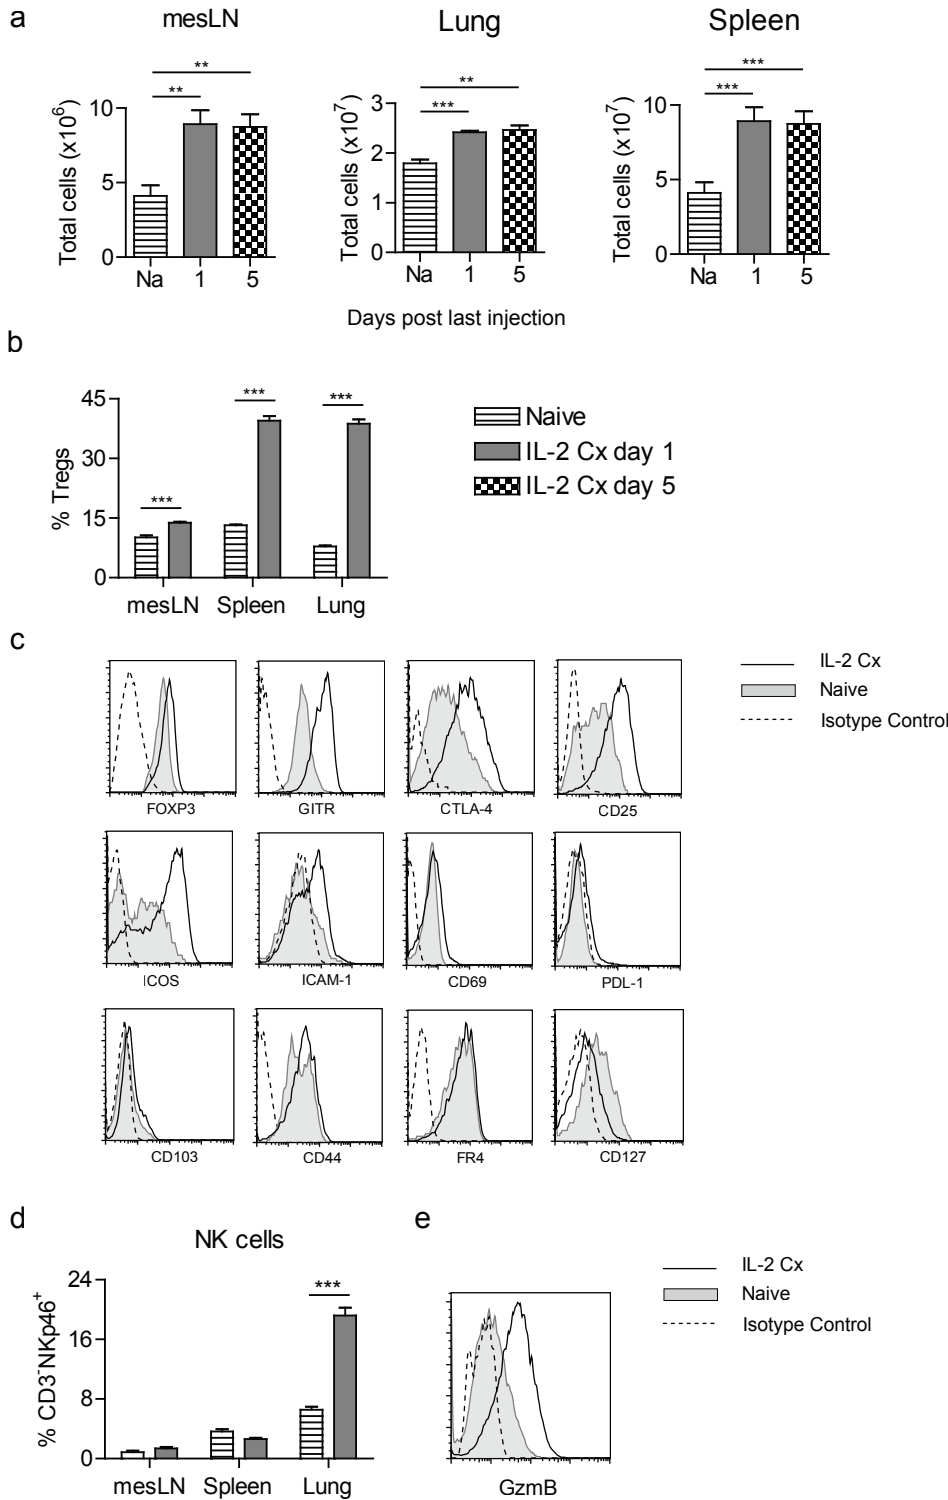 a
mesLN
Lung
Spleen
**
**
Total cells (x10⁶)
10
5
0
Na 1 5
**
***
Total cells (x10⁷)
3
2
1
0
Na 1 5
***
***
Total cells (x10⁷)
10
5
0
Na 1 5
Days post last injection
b
% Tregs
45
30
15
0
***
***
***
mesLN Spleen Lung
Naive
IL-2 Cx day 1
IL-2 Cx day 5
c
IL-2 Cx
Naive
Isotype Control
FOXP3 GITR CTLA-4 CD25
ICOS ICAM-1 CD69 PDL-1
CD103 CD44 FR4 CD127
d
NK cells
% CD3⁻NKp46⁺
24
16
8
0
***
mesLN Spleen Lung
e
IL-2 Cx
Naive
Isotype Control
GzmB